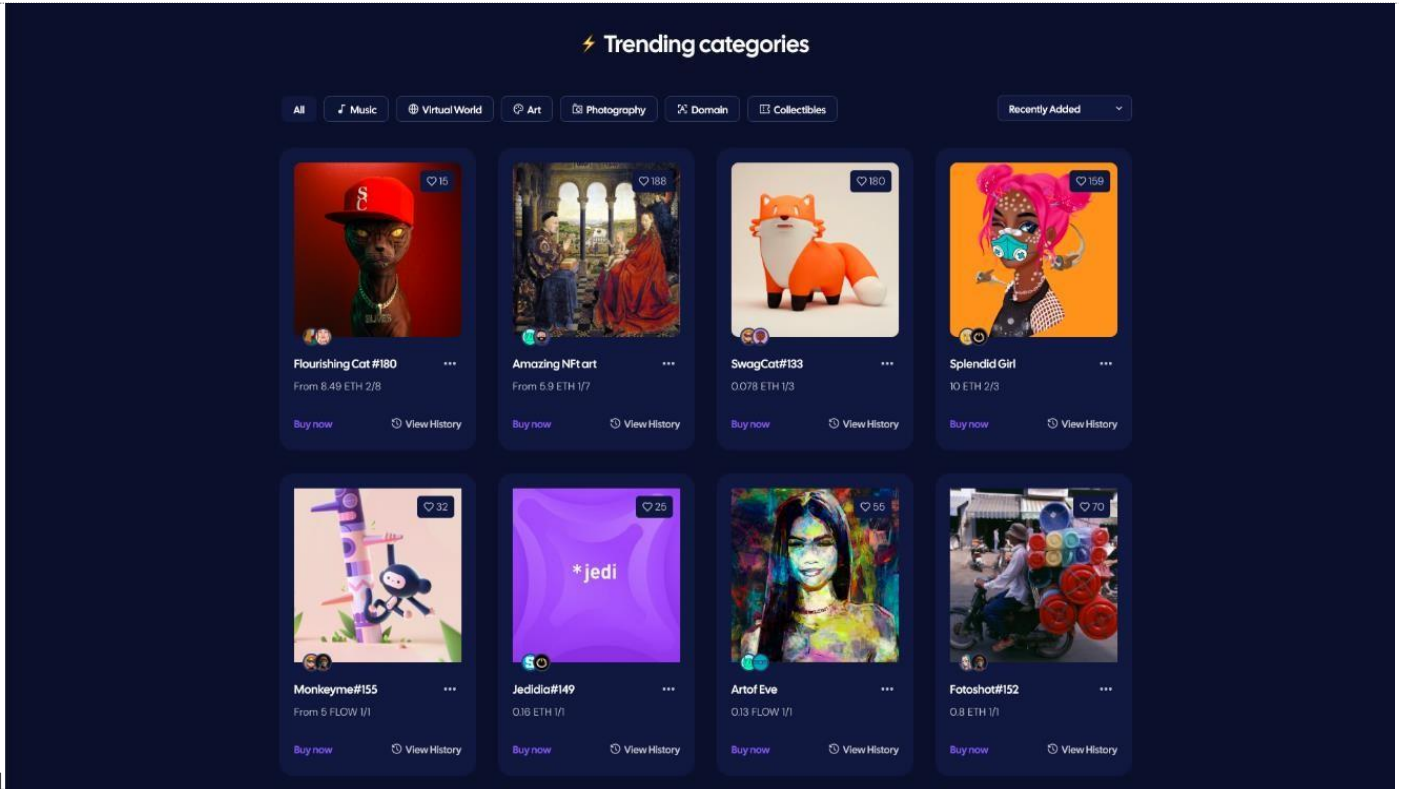 Trending categories
All Music Virtual World Art Photography Domain Collectibles Recently Added
15 188 180 159
S
C
Flourishing Cat #180 Amazing NFt art SwagCat#133 Splendid Girl
From 8.49 ETH 2/8 From 5.9 ETH 1/7 0.078 ETH 1/3 10 ETH 2/3
Buy now View History Buy now View History Buy now View History Buy now View History
32 25 55 70
*jedi
S
Monkeyme#155 Jedidia#149 Artof Eve Fotoshot#152
From 5 FLOW 1/1 0.16 ETH 1/1 0.13 FLOW 1/1 0.8 ETH 1/1
Buy now View History Buy now View History Buy now View History Buy now View History